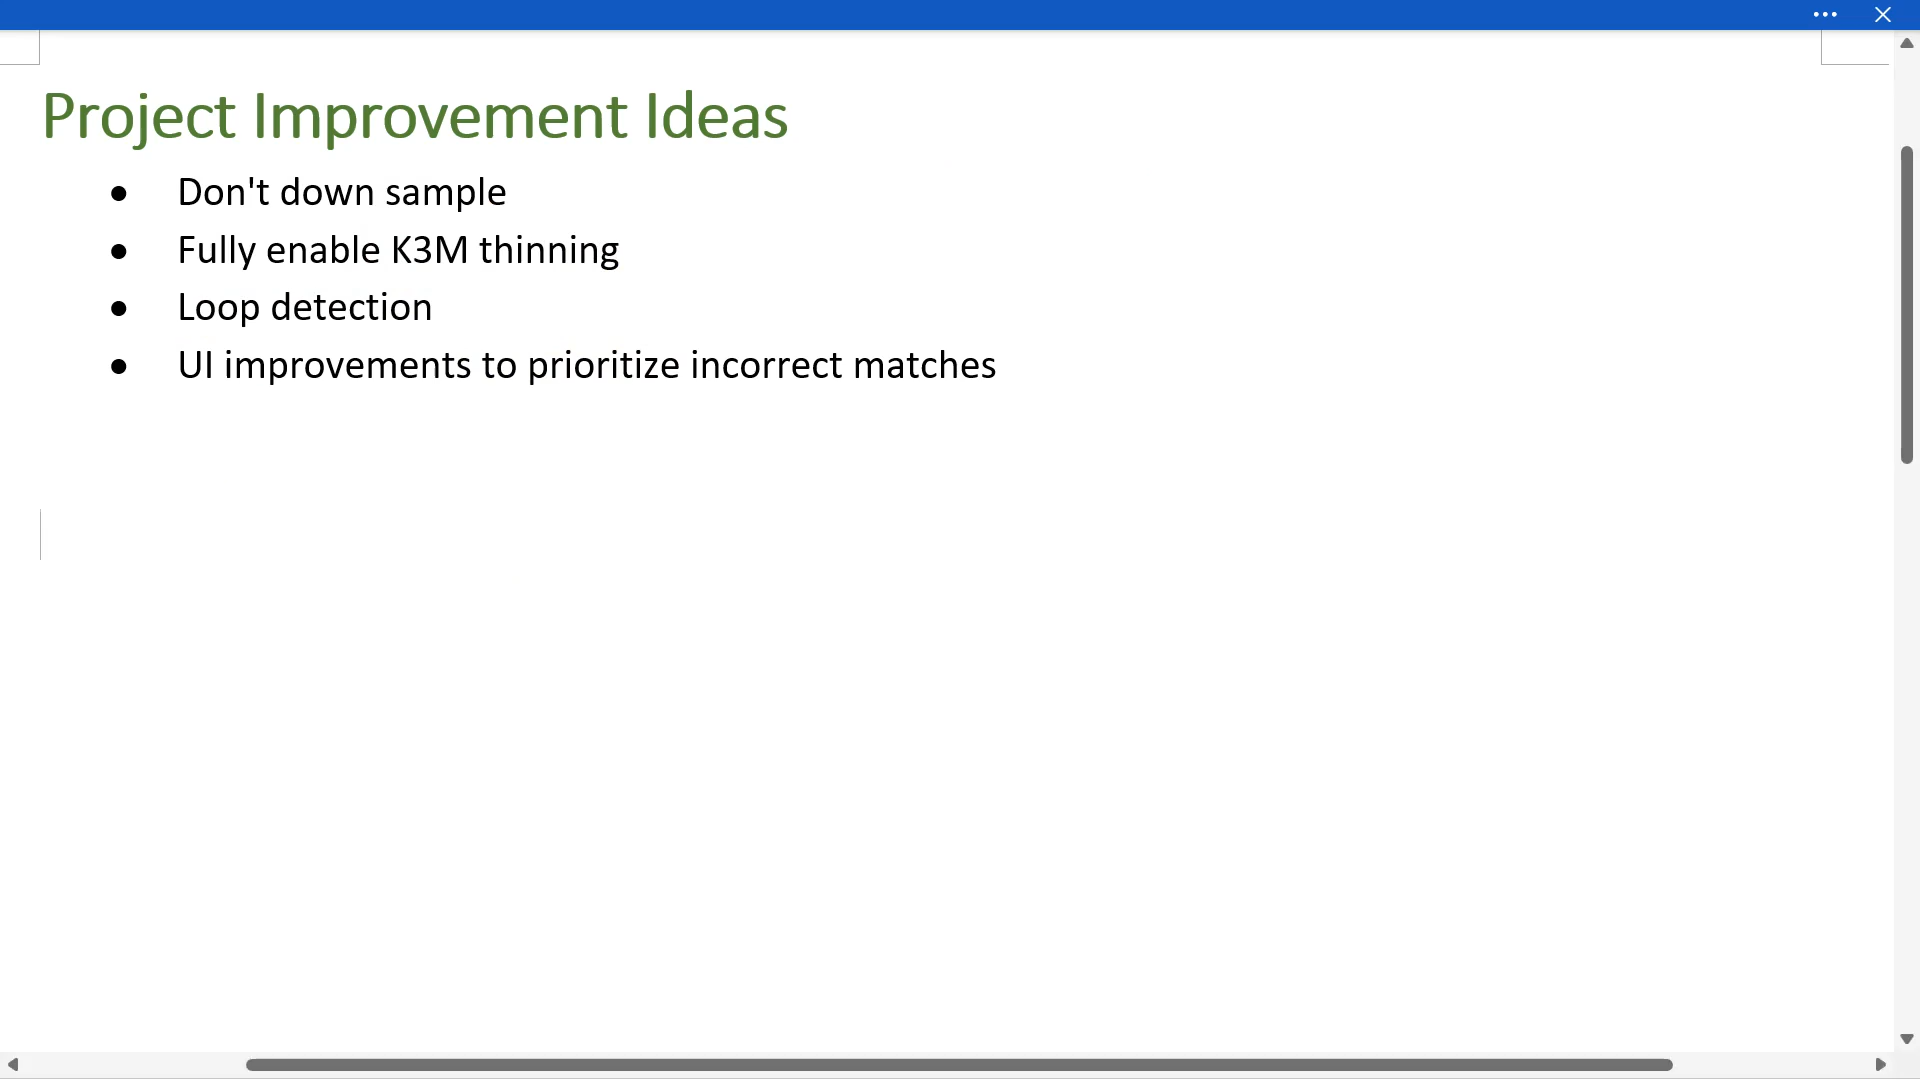 Project Improvement Ideas
● Don't down sample
● Fully enable K3M thinning
● Loop detection
● UI improvements to prioritize incorrect matches